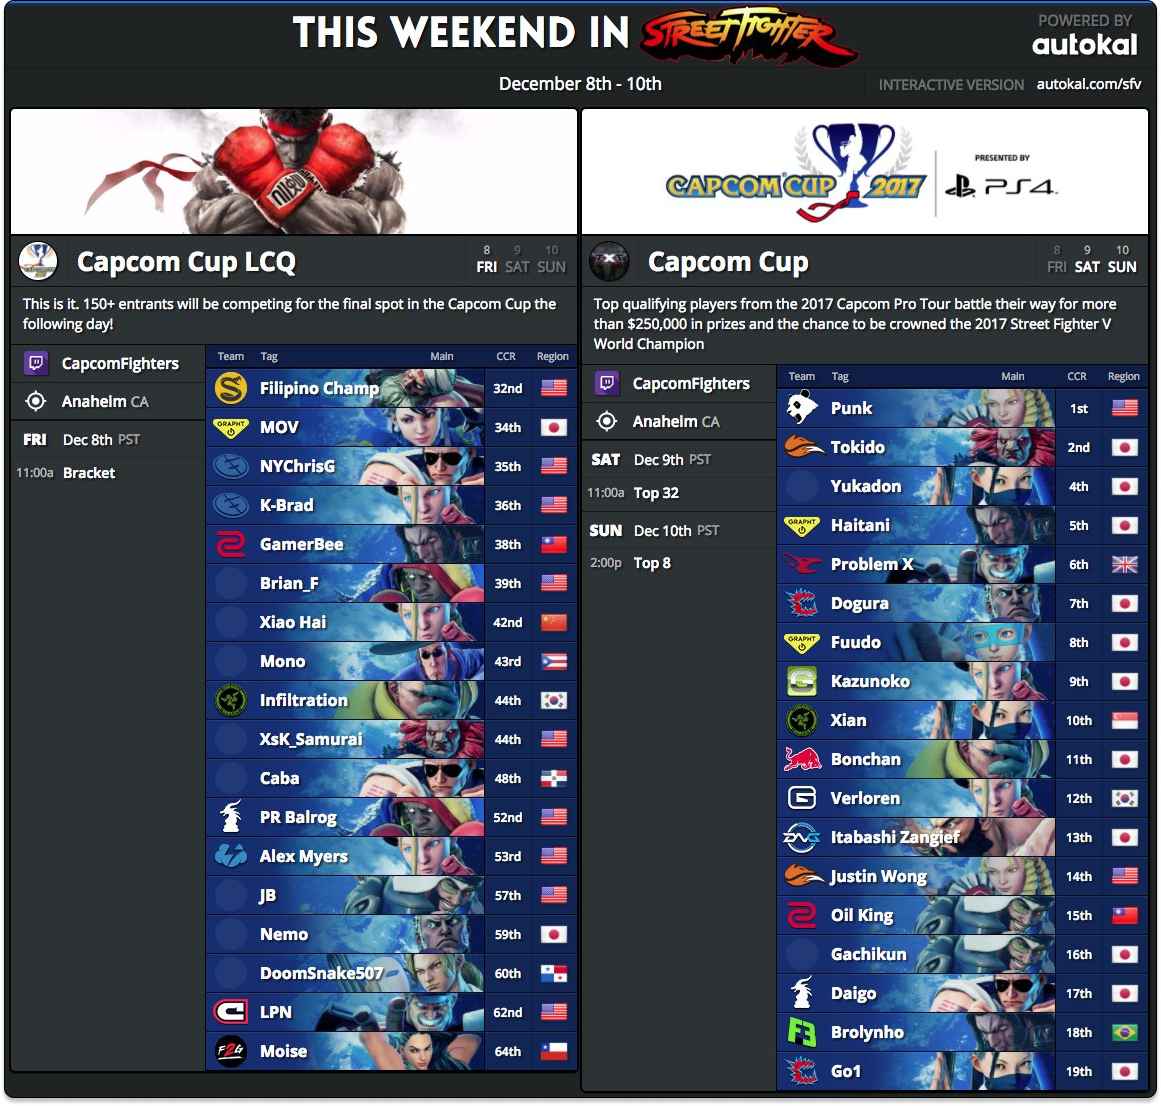 THIS WEEKEND IN STREET FIGHTER
POWERED BY
autokal
December 8th - 10th
INTERACTIVE VERSION autokal.com/sfv
Capcom Cup LCQ
8 9 10
FRI SAT SUN
This is it. 150+ entrants will be competing for the final spot in the Capcom Cup the
following day!
CapcomFighters
Anaheim CA
FRI Dec 8th PST
11:00a Bracket
Team Tag Main CCR Region
Filipino Champ 32nd
GRAPHT MOV 34th
NYChrisG 35th
K-Brad 36th
GamerBee 38th
Brian_F 39th
Xiao Hai 42nd
Mono 43rd
Infiltration 44th
XsK_Samurai 44th
Caba 48th
PR Balrog 52nd
Alex Myers 53rd
JB 57th
Nemo 59th
DoomSnake507 60th
LPN 62nd
F2G Moise 64th
CAPCOM CUP 2017
PRESENTED BY
PS4
Capcom Cup
8 9 10
FRI SAT SUN
Top qualifying players from the 2017 Capcom Pro Tour battle their way for more
than $250,000 in prizes and the chance to be crowned the 2017 Street Fighter V
World Champion
CapcomFighters
Anaheim CA
SAT Dec 9th PST
11:00a Top 32
SUN Dec 10th PST
2:00p Top 8
Team Tag Main CCR Region
Punk 1st
Tokido 2nd
Yukadon 4th
GRAPHT Haitani 5th
Problem X 6th
Dogura 7th
GRAPHT Fuudo 8th
Kazunoko 9th
Xian 10th
Bonchan 11th
Verloren 12th
Itabashi Zangief 13th
Justin Wong 14th
Oil King 15th
Gachikun 16th
Daigo 17th
Brolynho 18th
Go1 19th